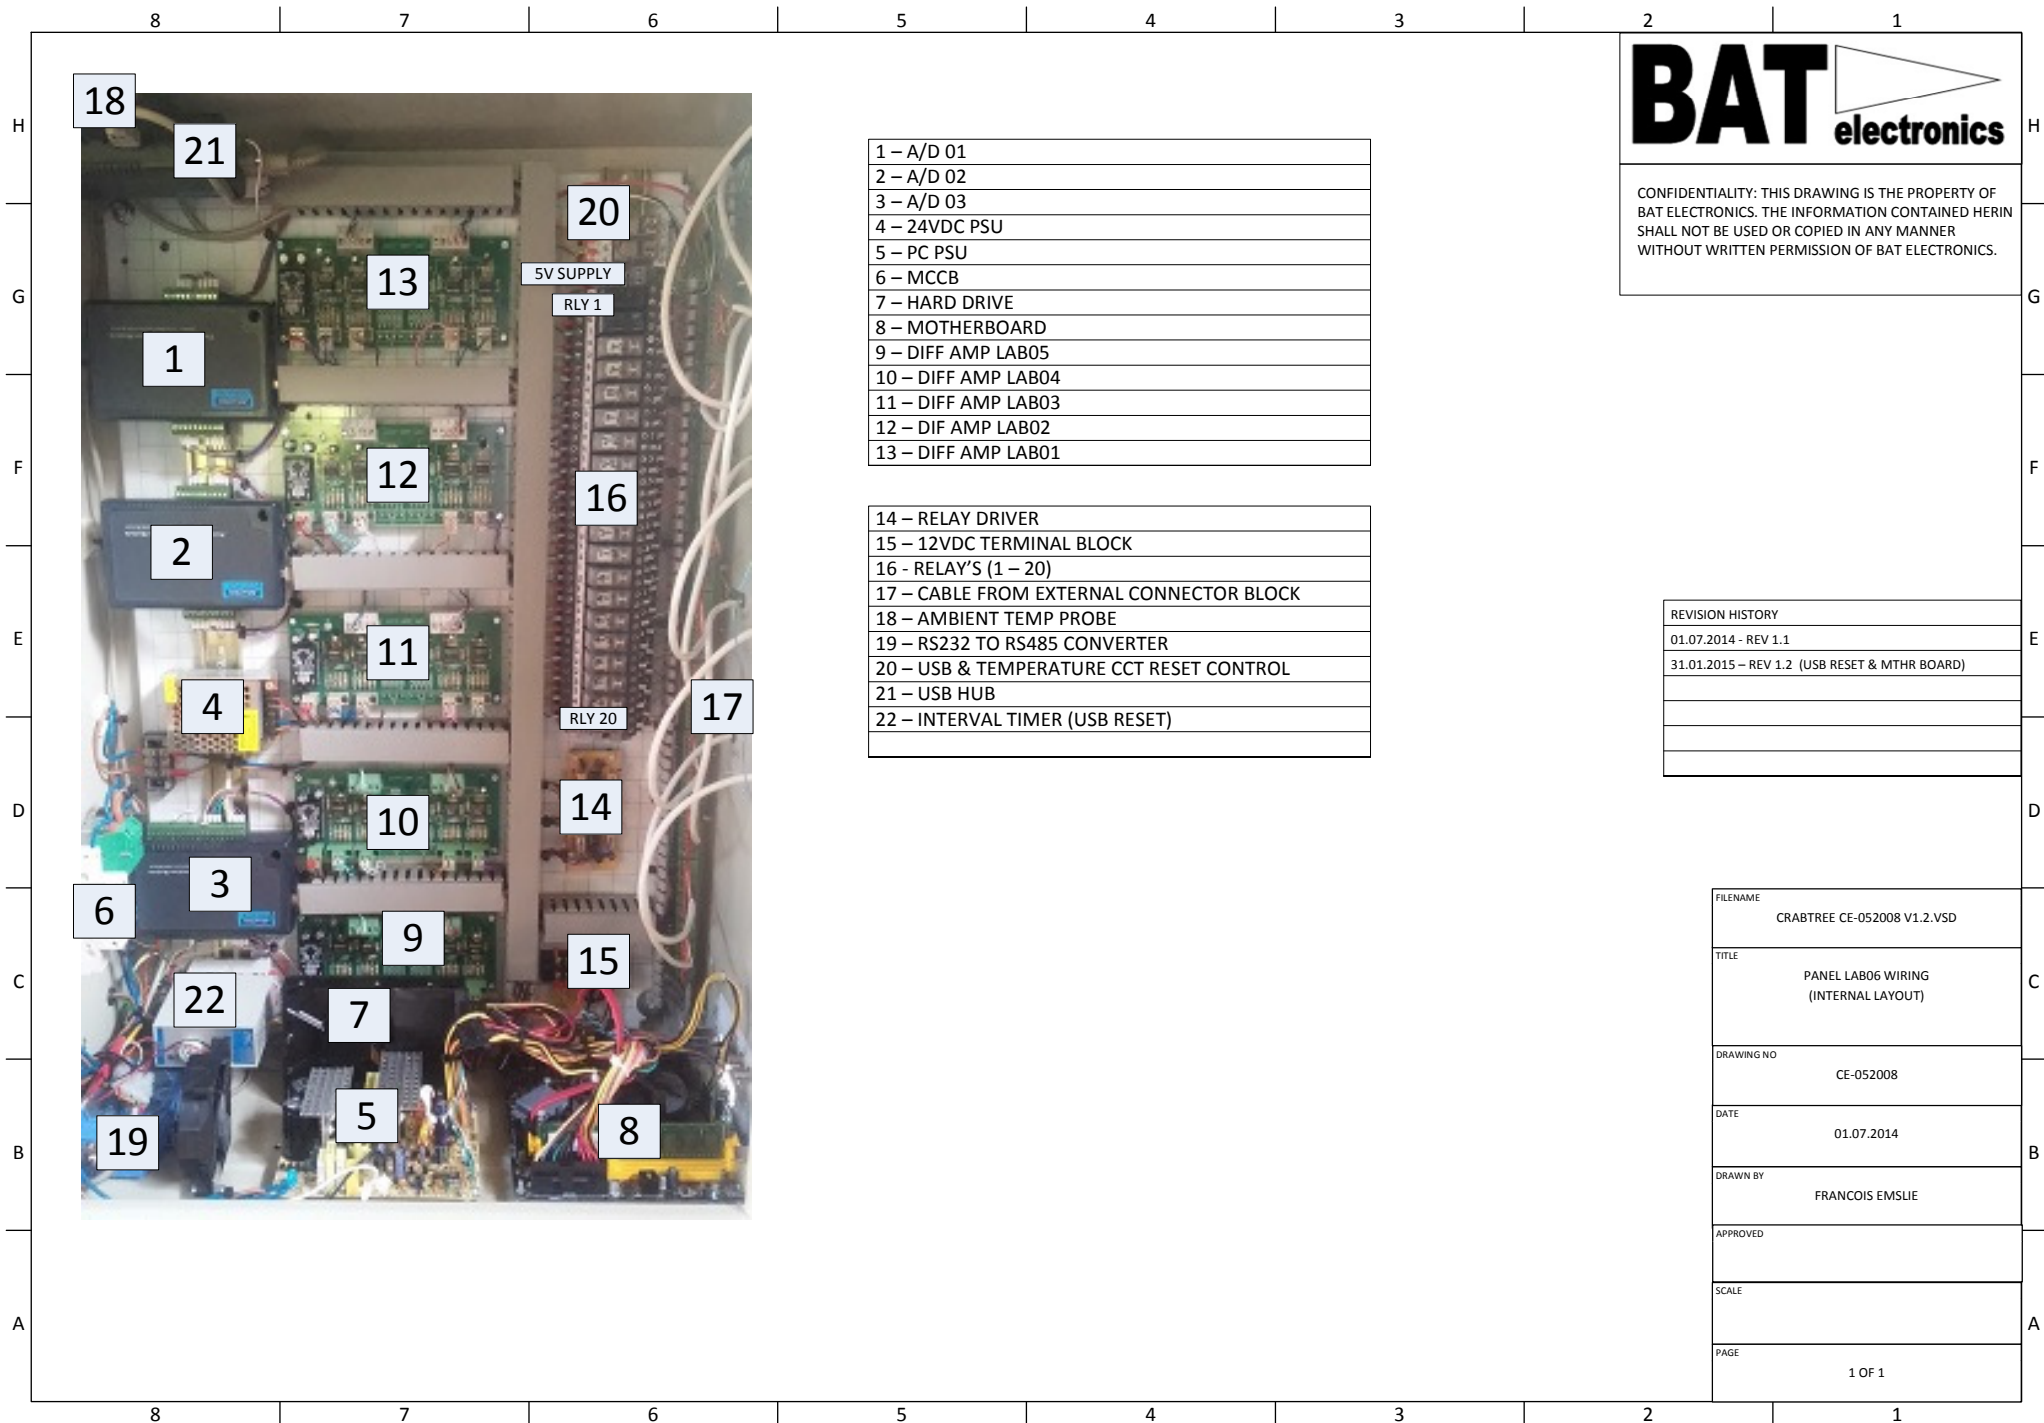 8 7 6 5 4 3 2 1
H
G
F
E
D
C
B
A
18
21
20
13
5V SUPPLY
RLY 1
1
12
16
2
11
4
17
RLY 20
14
10
3
6
9
15
22
7
5
8
19
1 – A/D 01
2 – A/D 02
3 – A/D 03
4 – 24VDC PSU
5 – PC PSU
6 – MCCB
7 – HARD DRIVE
8 – MOTHERBOARD
9 – DIFF AMP LAB05
10 – DIFF AMP LAB04
11 – DIFF AMP LAB03
12 – DIF AMP LAB02
13 – DIFF AMP LAB01
14 – RELAY DRIVER
15 – 12VDC TERMINAL BLOCK
16 - RELAY'S (1 – 20)
17 – CABLE FROM EXTERNAL CONNECTOR BLOCK
18 – AMBIENT TEMP PROBE
19 – RS232 TO RS485 CONVERTER
20 – USB & TEMPERATURE CCT RESET CONTROL
21 – USB HUB
22 – INTERVAL TIMER (USB RESET)
BAT
electronics
CONFIDENTIALITY: THIS DRAWING IS THE PROPERTY OF
BAT ELECTRONICS. THE INFORMATION CONTAINED HERIN
SHALL NOT BE USED OR COPIED IN ANY MANNER
WITHOUT WRITTEN PERMISSION OF BAT ELECTRONICS.
REVISION HISTORY
01.07.2014 - REV 1.1
31.01.2015 – REV 1.2 (USB RESET & MTHR BOARD)
FILENAME
CRABTREE CE-052008 V1.2.VSD
TITLE
PANEL LAB06 WIRING
(INTERNAL LAYOUT)
DRAWING NO
CE-052008
DATE
01.07.2014
DRAWN BY
FRANCOIS EMSLIE
APPROVED
SCALE
PAGE
1 OF 1
H
G
F
E
D
C
B
A
8 7 6 5 4 3 2 1